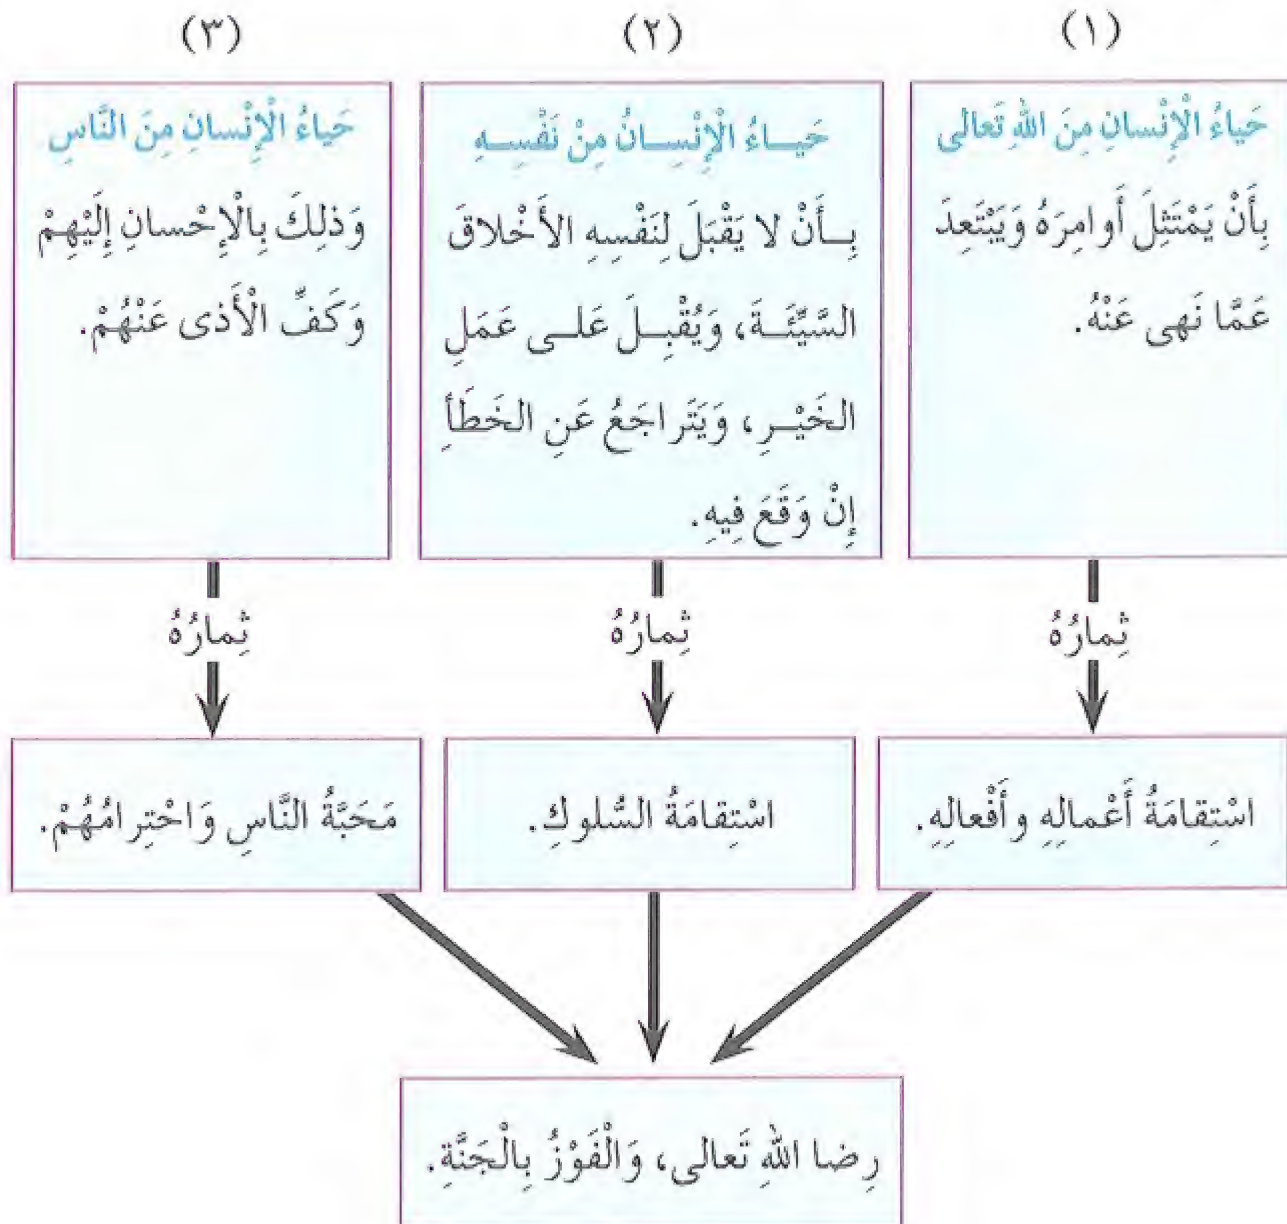 (١)
حَياءُ الْإِنْسانِ مِنَ اللهِ تَعالى
بِأَنْ يَمْتَثِلَ أَوامِرَهُ وَيَبْتَعِدَ
عَمَّا نَهى عَنْهُ.
ثِمارُهُ
اسْتِقامَةُ أَعْمالِهِ وأَفْعالِهِ.
(٢)
حَيــاءُ الْإِنْســانُ مِنْ نَفْسِــهِ
بِــأَنْ لا يَقْبَلَ لِنَفْسِهِ الأَخْلاقَ
السَّيِّئَــةَ، وَيُقْبِــلَ عَلــى عَمَلِ
الخَيْــرِ، وَيَتَراجَعُ عَنِ الخَطَأِ
إِنْ وَقَعَ فِيهِ.
ثِمارُهُ
اسْتِقامَةُ السُّلوكِ.
(٣)
حَياءُ الْإِنْسانِ مِنَ النَّاسِ
وَذلِكَ بِالْإِحْسانِ إِلَيْهِمْ
وَكَفِّ الْأَذى عَنْهُمْ.
ثِمارُهُ
مَحَبَّةُ النَّاسِ وَاحْتِرامُهُمْ.
رِضا اللهِ تَعالى، وَالْفَوْزُ بِالْجَنَّةِ.